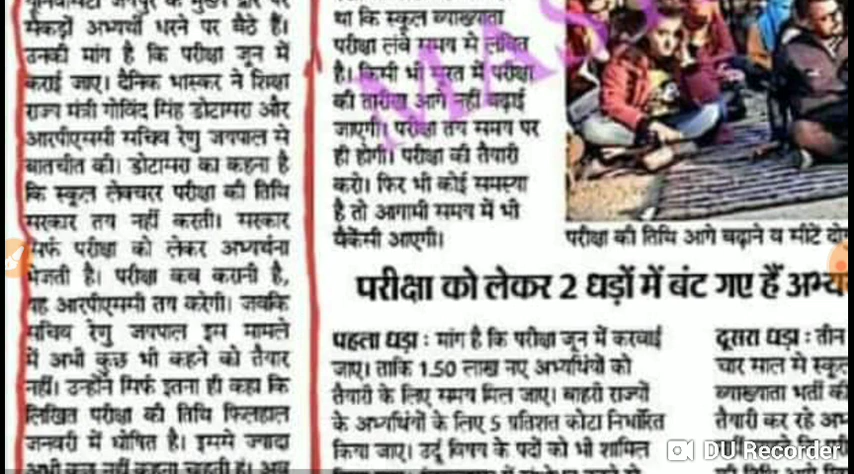 यूनिवर्सिटी जयपुर के मुख्य द्वार पर
सैकड़ों अभ्यर्थी धरने पर बैठे हैं।
उनकी मांग है कि परीक्षा जून में
कराई जाए। दैनिक भास्कर ने शिक्षा
राज्य मंत्री गोविंद सिंह डोटासरा और
आरपीएससी सचिव रेणु जयपाल से
बातचीत की। डोटासरा का कहना है
कि स्कूल लेक्चरर परीक्षा की तिथि
सरकार तय नहीं करती। सरकार
सिर्फ परीक्षा को लेकर अभ्यर्थना
भेजती है। परीक्षा कब करानी है,
यह आरपीएससी तय करेगी। जबकि
सचिव रेणु जयपाल इस मामले
में अभी कुछ भी कहने को तैयार
नहीं। उन्होंने सिर्फ इतना ही कहा कि
लिखित परीक्षा की तिथि फिलहाल
जनवरी में घोषित है। इससे ज्यादा
अभी कुछ नहीं कहना चाहती हूं। अब
था कि स्कूल व्याख्याता
परीक्षा लंबे समय से लंबित
है। किसी भी सूरत में परीक्षा
की तारीख आगे नहीं बढ़ाई
जाएगी। परीक्षा तय समय पर
ही होगी। परीक्षा की तैयारी
करो। फिर भी कोई समस्या
है तो आगामी समय में भी
वैकेंसी आएगी।
परीक्षा की तिथि आगे बढ़ाने व सीटें
परीक्षा को लेकर 2 धड़ों में बंट गए हैं
पहला धड़ा : मांग है कि परीक्षा जून में करवाई
जाए। ताकि 1.50 लाख नए अभ्यर्थियों को
तैयारी के लिए समय मिल जाए। बाहरी राज्यों
के अभ्यर्थियों के लिए 5 प्रतिशत कोटा निर्धारित
किया जाए। उर्दू विषय के पदों को भी शामिल
दूसरा धड़ा : तीन
चार साल से स्कूल
व्याख्याता भर्ती की
तैयारी कर रहे
DU Recorder